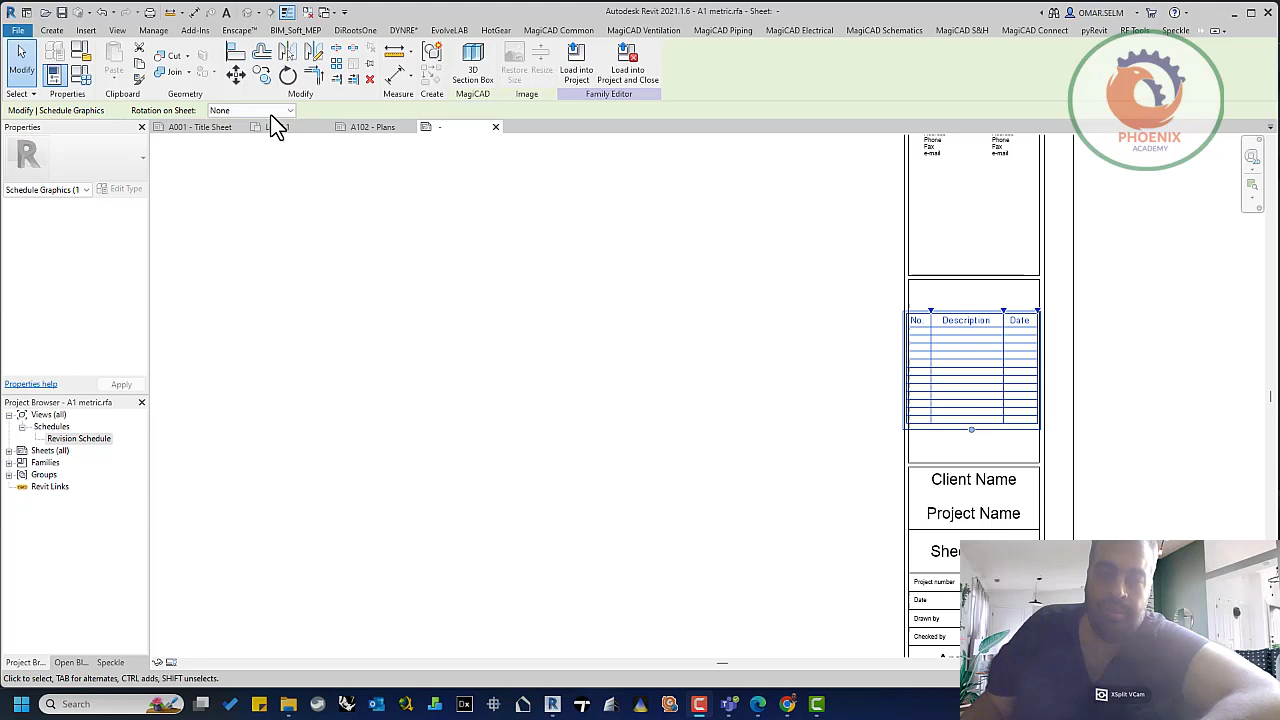 Autodesk Revit 2021.1.6 - A1 metric.rfa - Sheet: -
OMAR.SELM
File Create Insert View Manage Add-Ins Enscape™ BIM_Soft_MEP DiRootsOne DYNRE* EvolveLAB HotGear MagiCAD Common MagiCAD Ventilation MagiCAD Piping MagiCAD Electrical MagiCAD Schematics MagiCAD S&H MagiCAD Connect pyRevit RF Tools Speckle
Modify
Paste
Cut
Join
3D
Section Box
Restore
Size
Resize
Load into
Project
Load into
Project and Close
Select Properties Clipboard Geometry Modify Measure Create MagiCAD Image Family Editor
Modify | Schedule Graphics Rotation on Sheet: None
PHOENIX
ACADEMY
Properties
A001 - Title Sheet
A102 - Plans
-
Schedule Graphics (1
Edit Type
Properties help
Apply
Project Browser - A1 metric.rfa
Views (all)
Schedules
Revision Schedule
Sheets (all)
Families
Groups
Revit Links
Project Br... Open Bl... Speckle
Phone Phone
Fax Fax
e-mail e-mail
No Description Date
Client Name
Project Name
Project number
Date
Drawn by
Checked by
XSplit VCam
Click to select, TAB for alternates, CTRL adds, SHIFT unselects.
Search